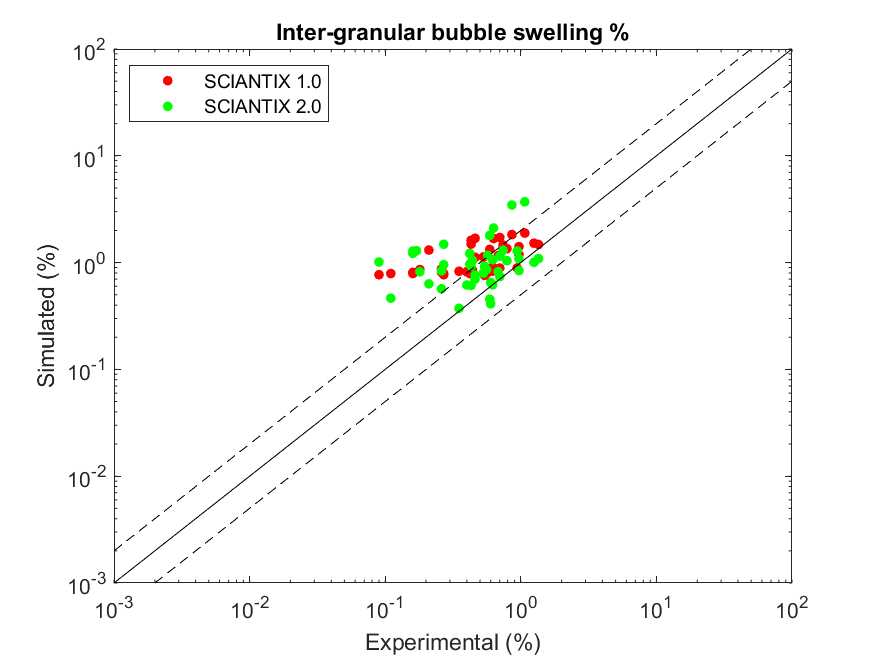 Inter-granular bubble swelling %
10^2
SCIANTIX 1.0
SCIANTIX 2.0
10^1
10^0
Simulated (%)
10^-1
10^-2
10^-3
10^-3 10^-2 10^-1 10^0 10^1 10^2
Experimental (%)